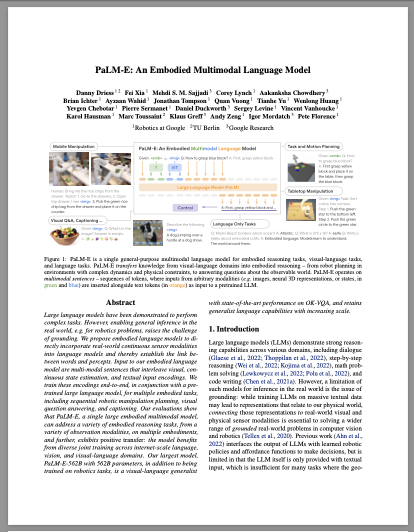 PaLM-E: An Embodied Multimodal Language Model
Danny Driess 1 2 Fei Xia 1 Mehdi S. M. Sajjadi 3 Corey Lynch 1 Aakanksha Chowdhery 3
Brian Ichter 1 Ayzaan Wahid 1 Jonathan Tompson 1 Quan Vuong 1 Tianhe Yu 1 Wenlong Huang 1
Yevgen Chebotar 1 Pierre Sermanet 1 Daniel Duckworth 3 Sergey Levine 1 Vincent Vanhoucke 1
Karol Hausman 1 Marc Toussaint 2 Klaus Greff 3 Andy Zeng 1 Igor Mordatch 3 Pete Florence 1
1Robotics at Google 2TU Berlin 3Google Research
Mobile Manipulation
PaLM-E: An Embodied Multimodal Language Model
Task and Motion Planning
Large Language Model (PaLM)
Control
Tabletop Manipulation
Visual Q&A, Captioning ...
Language Only Tasks
Figure 1: PaLM-E is a single general-purpose multimodal language model for embodied reasoning tasks, visual-language tasks,
and language tasks. PaLM-E transfers knowledge from visual-language domains into embodied reasoning – from robot planning in
environments with complex dynamics and physical constraints, to answering questions about the observable world. PaLM-E operates on
multimodal sentences, i.e. sequences of tokens where inputs from arbitrary modalities (e.g. images, neural 3D representations, or states, in
green and blue) are inserted alongside text tokens (in orange) as input to an LLM, trained end-to-end.
Abstract
Large language models have been demonstrated to perform
complex tasks. However, enabling general inference in the
real world, e.g. for robotics problems, raises the challenge
of grounding. We propose embodied language models to di-
rectly incorporate real-world continuous sensor modalities
into language models and thereby establish the link be-
tween words and percepts. Input to our embodied language
model are multi-modal sentences that interleave visual, con-
tinuous state estimation, and textual input encodings. We
train these encodings end-to-end, in conjunction with a pre-
trained large language model, for multiple embodied tasks,
including sequential robotic manipulation planning, visual
question answering, and captioning. Our evaluations show
that PaLM-E, a single large embodied multimodal model,
can address a variety of embodied reasoning tasks, from a
variety of observation modalities, on multiple embodiments,
and further, exhibits positive transfer: the model benefits
from diverse joint training across internet-scale language,
vision, and visual-language domains. Our largest model,
PaLM-E-562B with 562B parameters, in addition to being
trained on robotics tasks, is a visual-language generalist
with state-of-the-art performance on OK-VQA, and retains
generalist language capabilities with increasing scale.
1. Introduction
Large language models (LLMs) demonstrate strong reason-
ing capabilities across various domains, including dialogue
(Glaese et al., 2022; Thoppilan et al., 2022), step-by-step
reasoning (Wei et al., 2022; Kojima et al., 2022), math prob-
lem solving (Lewkowycz et al., 2022; Polu et al., 2022), and
code writing (Chen et al., 2021a). However, a limitation of
such models for inference in the real world is the issue of
grounding: while training LLMs on massive textual data
may lead to representations that relate to our physical world,
connecting those representations to real-world visual and
physical sensor modalities is essential to solving a wider
range of grounded real-world problems in computer vision
and robotics (Tellex et al., 2020). Previous work (Ahn et al.,
2022) interfaces the output of LLMs with learned robotic
policies and affordance functions to make decisions, but is
limited in that the LLM itself is only provided with textual
input, which is insufficient for many tasks where the geo-